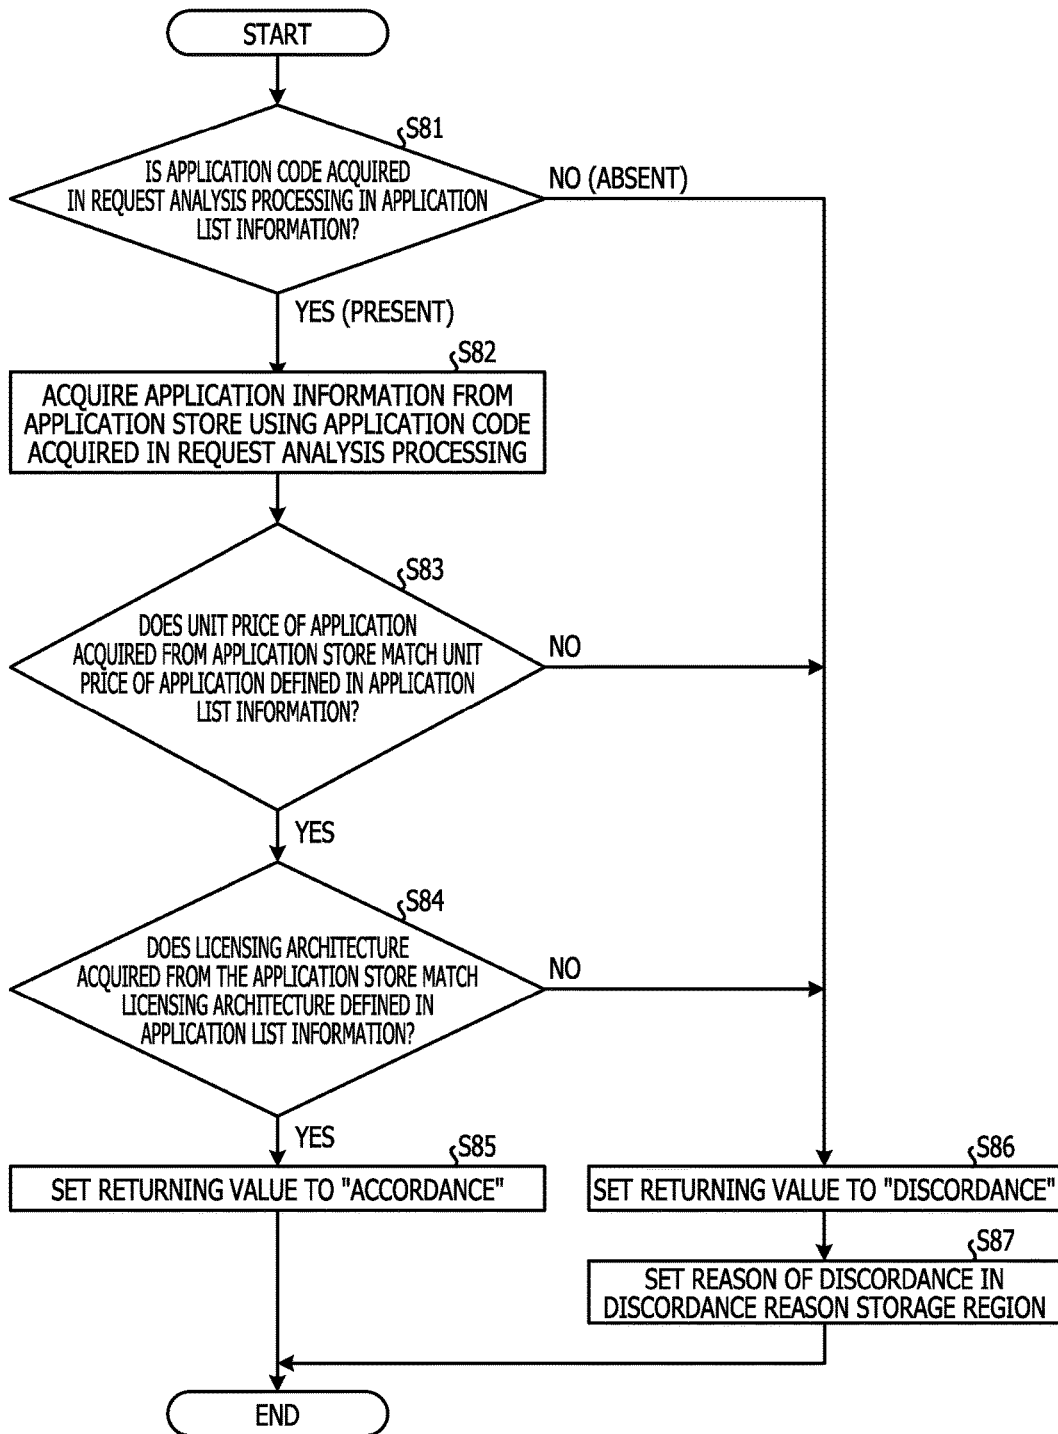 START
S81
IS APPLICATION CODE ACQUIRED
IN REQUEST ANALYSIS PROCESSING IN APPLICATION
LIST INFORMATION?
NO (ABSENT)
YES (PRESENT)
S82
ACQUIRE APPLICATION INFORMATION FROM
APPLICATION STORE USING APPLICATION CODE
ACQUIRED IN REQUEST ANALYSIS PROCESSING
S83
DOES UNIT PRICE OF APPLICATION
ACQUIRED FROM APPLICATION STORE MATCH UNIT
PRICE OF APPLICATION DEFINED IN APPLICATION
LIST INFORMATION?
NO
YES
S84
DOES LICENSING ARCHITECTURE
ACQUIRED FROM THE APPLICATION STORE MATCH
LICENSING ARCHITECTURE DEFINED IN
APPLICATION LIST INFORMATION?
NO
YES
S85
SET RETURNING VALUE TO "ACCORDANCE"
S86
SET RETURNING VALUE TO "DISCORDANCE"
S87
SET REASON OF DISCORDANCE IN
DISCORDANCE REASON STORAGE REGION
END